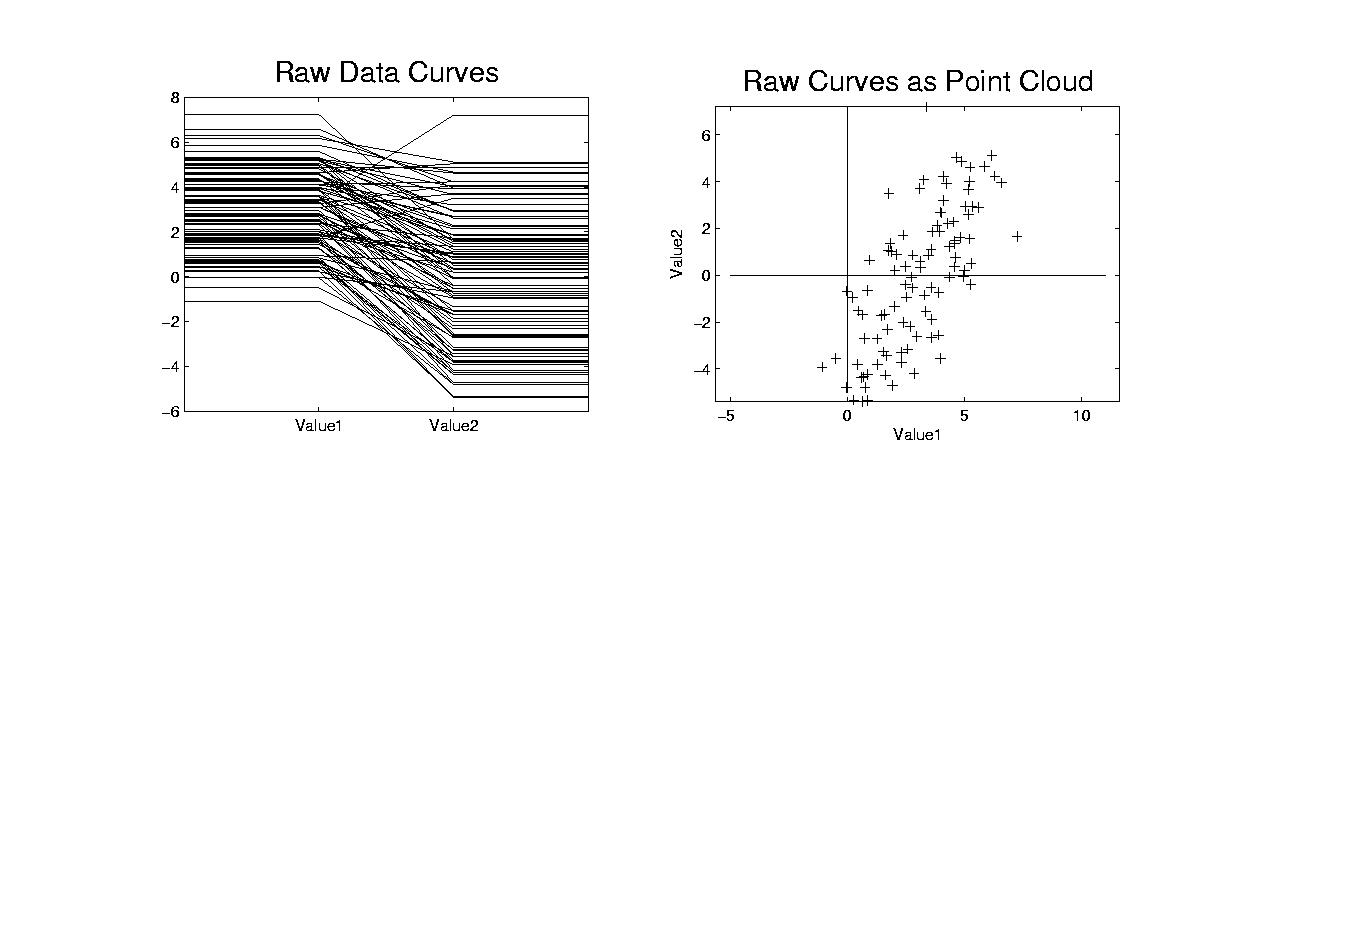 Raw Data Curves
8
6
4
2
0
−2
−4
−6
Value1 Value2
Raw Curves as Point Cloud
6
4
2
0
−2
−4
Value2
−5 0 5 10
Value1